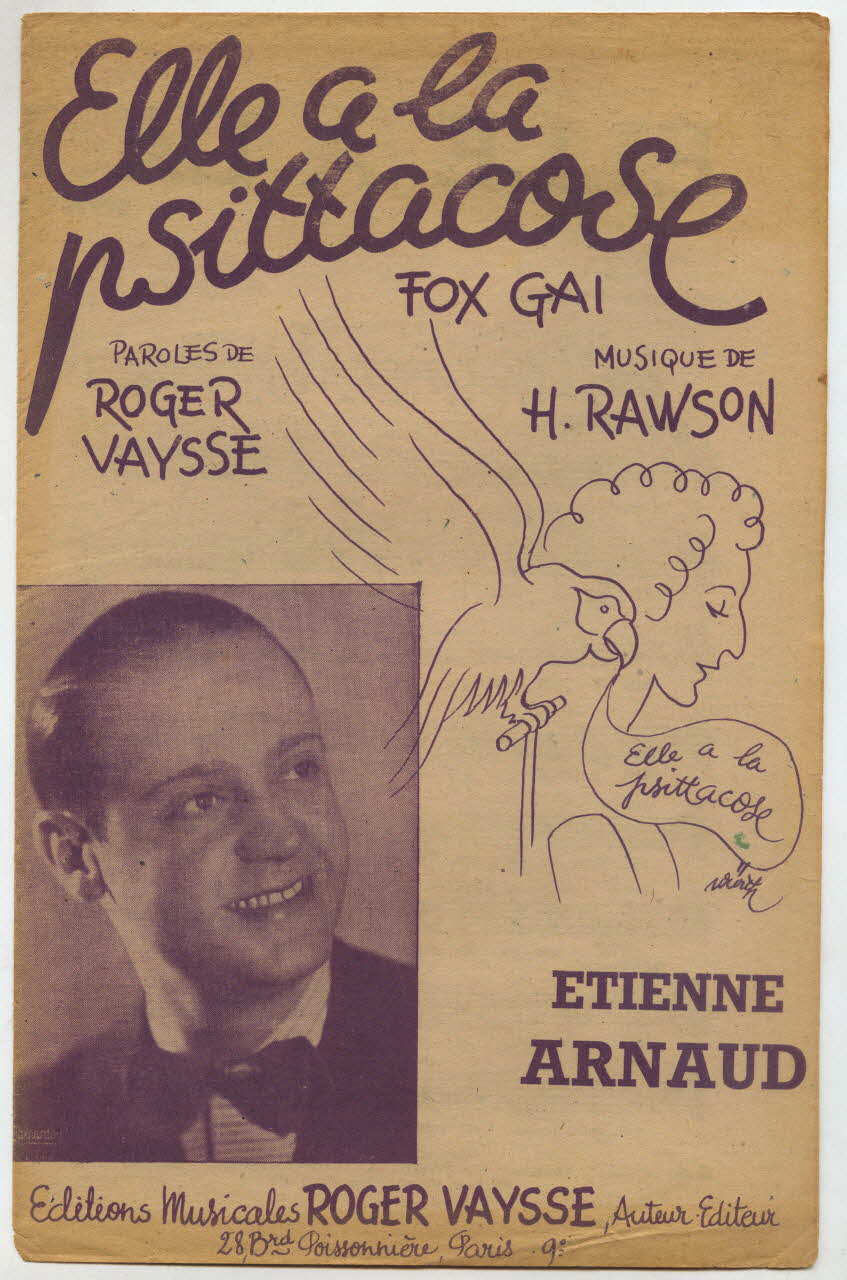 Elle a la
psittacose
FOX GAI
PAROLES DE
ROGER
VAYSSE
MUSIQUE DE
H. RAWSON
Elle a la
psittacose
ETIENNE
ARNAUD
Editions Musicales ROGER VAYSSE, Auteur-Editeur
28, Brd Poissonnière, Paris. 9e